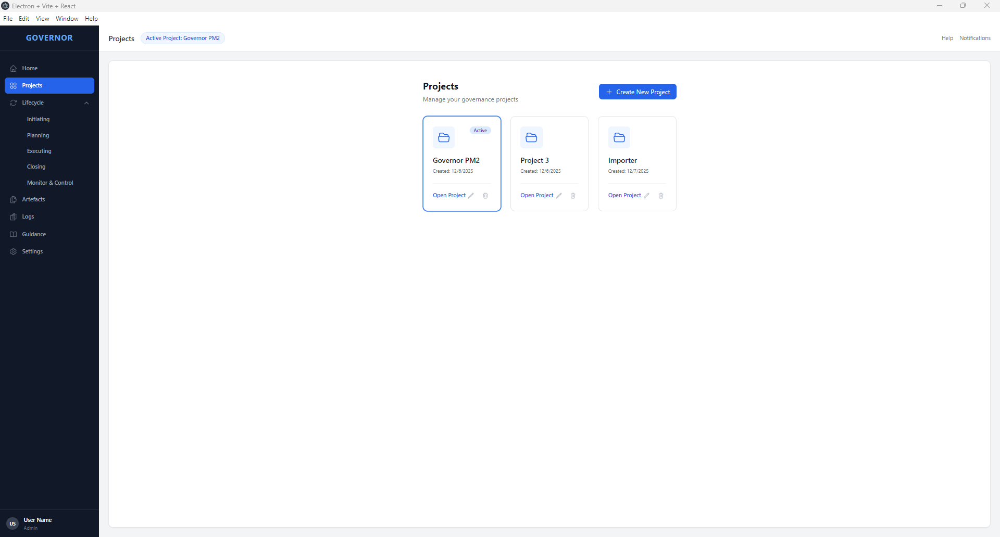 Electron + Vite + React
File Edit View Window Help
GOVERNOR
Projects Active Project: Governor PM2 Help Notifications
Home
Projects
Lifecycle
Initiating
Planning
Executing
Closing
Monitor & Control
Artefacts
Logs
Guidance
Settings
US
User Name
Admin
Projects
Manage your governance projects
Create New Project
Active
Governor PM2
Created: 12/6/2025
Open Project
Project 3
Created: 12/6/2025
Open Project
Importer
Created: 12/7/2025
Open Project